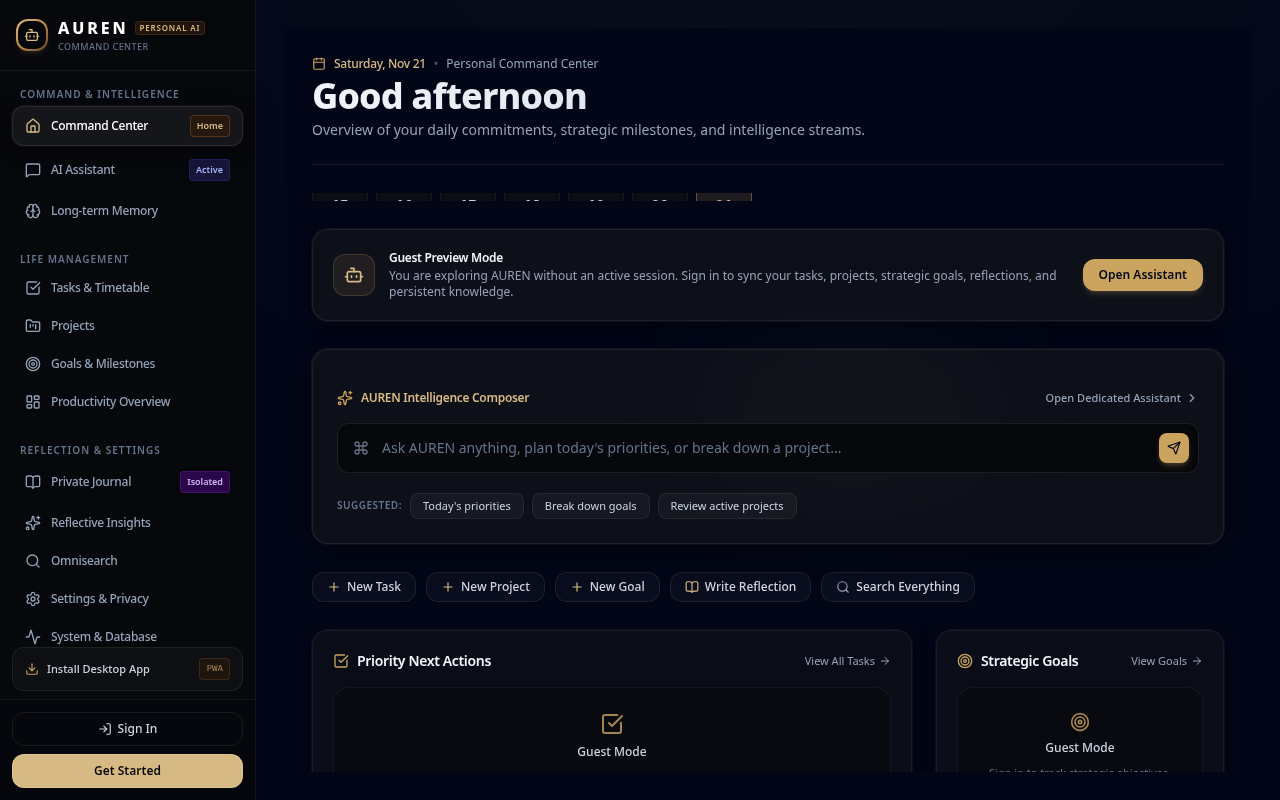 AUREN PERSONAL AI
COMMAND CENTER
COMMAND & INTELLIGENCE
Command Center Home
AI Assistant Active
Long-term Memory
LIFE MANAGEMENT
Tasks & Timetable
Projects
Goals & Milestones
Productivity Overview
REFLECTION & SETTINGS
Private Journal Isolated
Reflective Insights
Omnisearch
Settings & Privacy
System & Database
Install Desktop App PWA
Sign In
Get Started
Saturday, Nov 21 • Personal Command Center
Good afternoon
Overview of your daily commitments, strategic milestones, and intelligence streams.
Guest Preview Mode
You are exploring AUREN without an active session. Sign in to sync your tasks, projects, strategic goals, reflections, and
persistent knowledge.
Open Assistant
AUREN Intelligence Composer
Open Dedicated Assistant
Ask AUREN anything, plan today's priorities, or break down a project...
SUGGESTED: Today's priorities Break down goals Review active projects
New Task New Project New Goal Write Reflection Search Everything
Priority Next Actions View All Tasks
Guest Mode
Strategic Goals View Goals
Guest Mode
Sign in to track strategic objectives